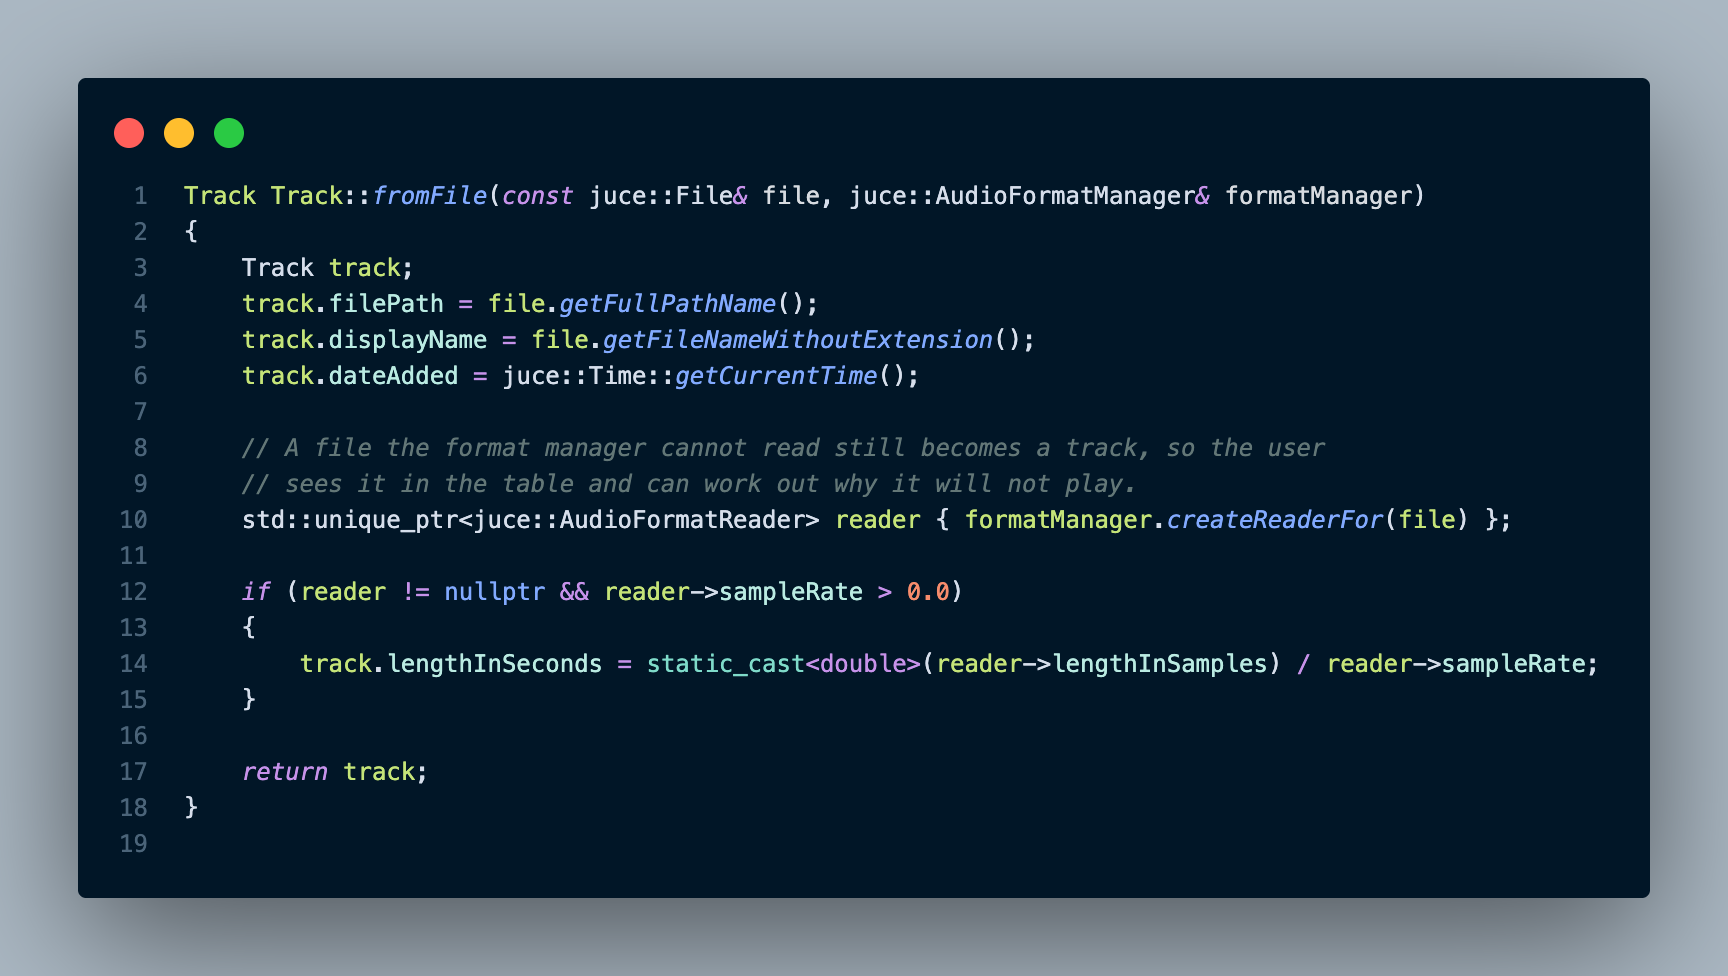 1 Track Track::fromFile(const juce::File& file, juce::AudioFormatManager& formatManager)
2 {
3     Track track;
4     track.filePath = file.getFullPathName();
5     track.displayName = file.getFileNameWithoutExtension();
6     track.dateAdded = juce::Time::getCurrentTime();
7
8     // A file the format manager cannot read still becomes a track, so the user
9     // sees it in the table and can work out why it will not play.
10     std::unique_ptr<juce::AudioFormatReader> reader { formatManager.createReaderFor(file) };
11
12     if (reader != nullptr && reader->sampleRate > 0.0)
13     {
14         track.lengthInSeconds = static_cast<double>(reader->lengthInSamples) / reader->sampleRate;
15     }
16
17     return track;
18 }
19